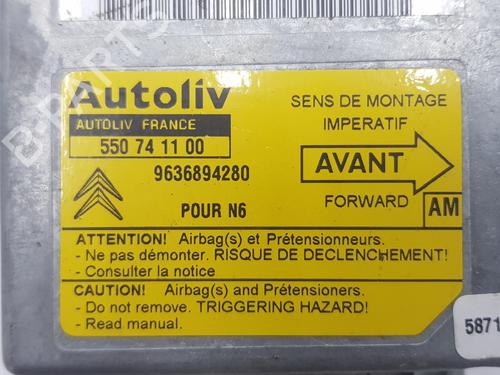 Autoliv
AUTOLIV FRANCE
550 74 11 00
9636894280
POUR N6
SENS DE MONTAGE
IMPERATIF
AVANT
FORWARD
AM
ATTENTION! Airbag(s) et Prétensionneurs.
- Ne pas démonter. RISQUE DE DECLENCHEMENT!
- Consulter la notice
CAUTION! Airbag(s) and Prétensioners.
- Do not remove. TRIGGERING HAZARD!
- Read manual.
5871
B-PARTS